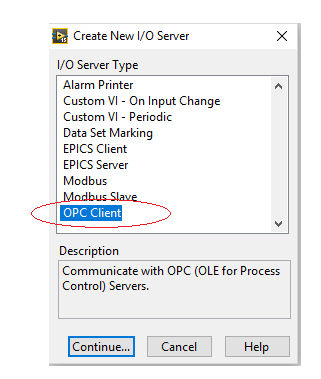 Create New I/O Server
I/O Server Type
Alarm Printer
Custom VI - On Input Change
Custom VI - Periodic
Data Set Marking
EPICS Client
EPICS Server
Modbus
Modbus Slave
OPC Client
Description
Communicate with OPC (OLE for Process
Control) Servers.
Continue...
Cancel
Help